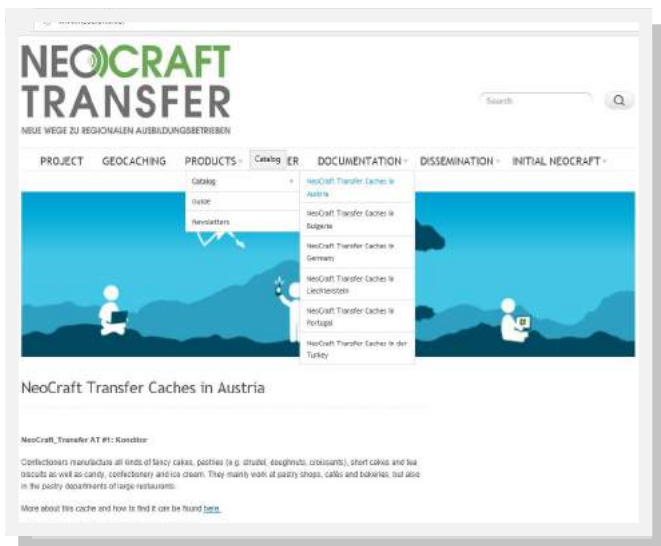 NEOCRAFT
TRANSFER
NEUE WEGE ZU REGIONALEN AUSBILDUNGSBETRIEBEN
Search
PROJECT GEOCACHING PRODUCTS Catalog ER DOCUMENTATION DISSEMINATION INITIAL NEOCRAFT
Catalog
Guide
Newsletters
NeoCraft Transfer Caches in
Austria
NeoCraft Transfer Caches in
Bulgaria
NeoCraft Transfer Caches in
Germany
NeoCraft Transfer Caches in
Liechtenstein
NeoCraft Transfer Caches in
Portugal
NeoCraft Transfer Caches in der
Turkey
NeoCraft Transfer Caches in Austria
NeoCraft_Transfer AT #1: Konditor
Confectioners manufacture all kinds of fancy cakes, pastries (e.g. strudel, doughnuts, croissants), short cakes and tea
biscuits as well as candy, confectionery and ice cream. They mainly work at pastry shops, cafés and bakeries, but also
in the pastry departments of large restaurants.
More about this cache and how to find it can be found here.